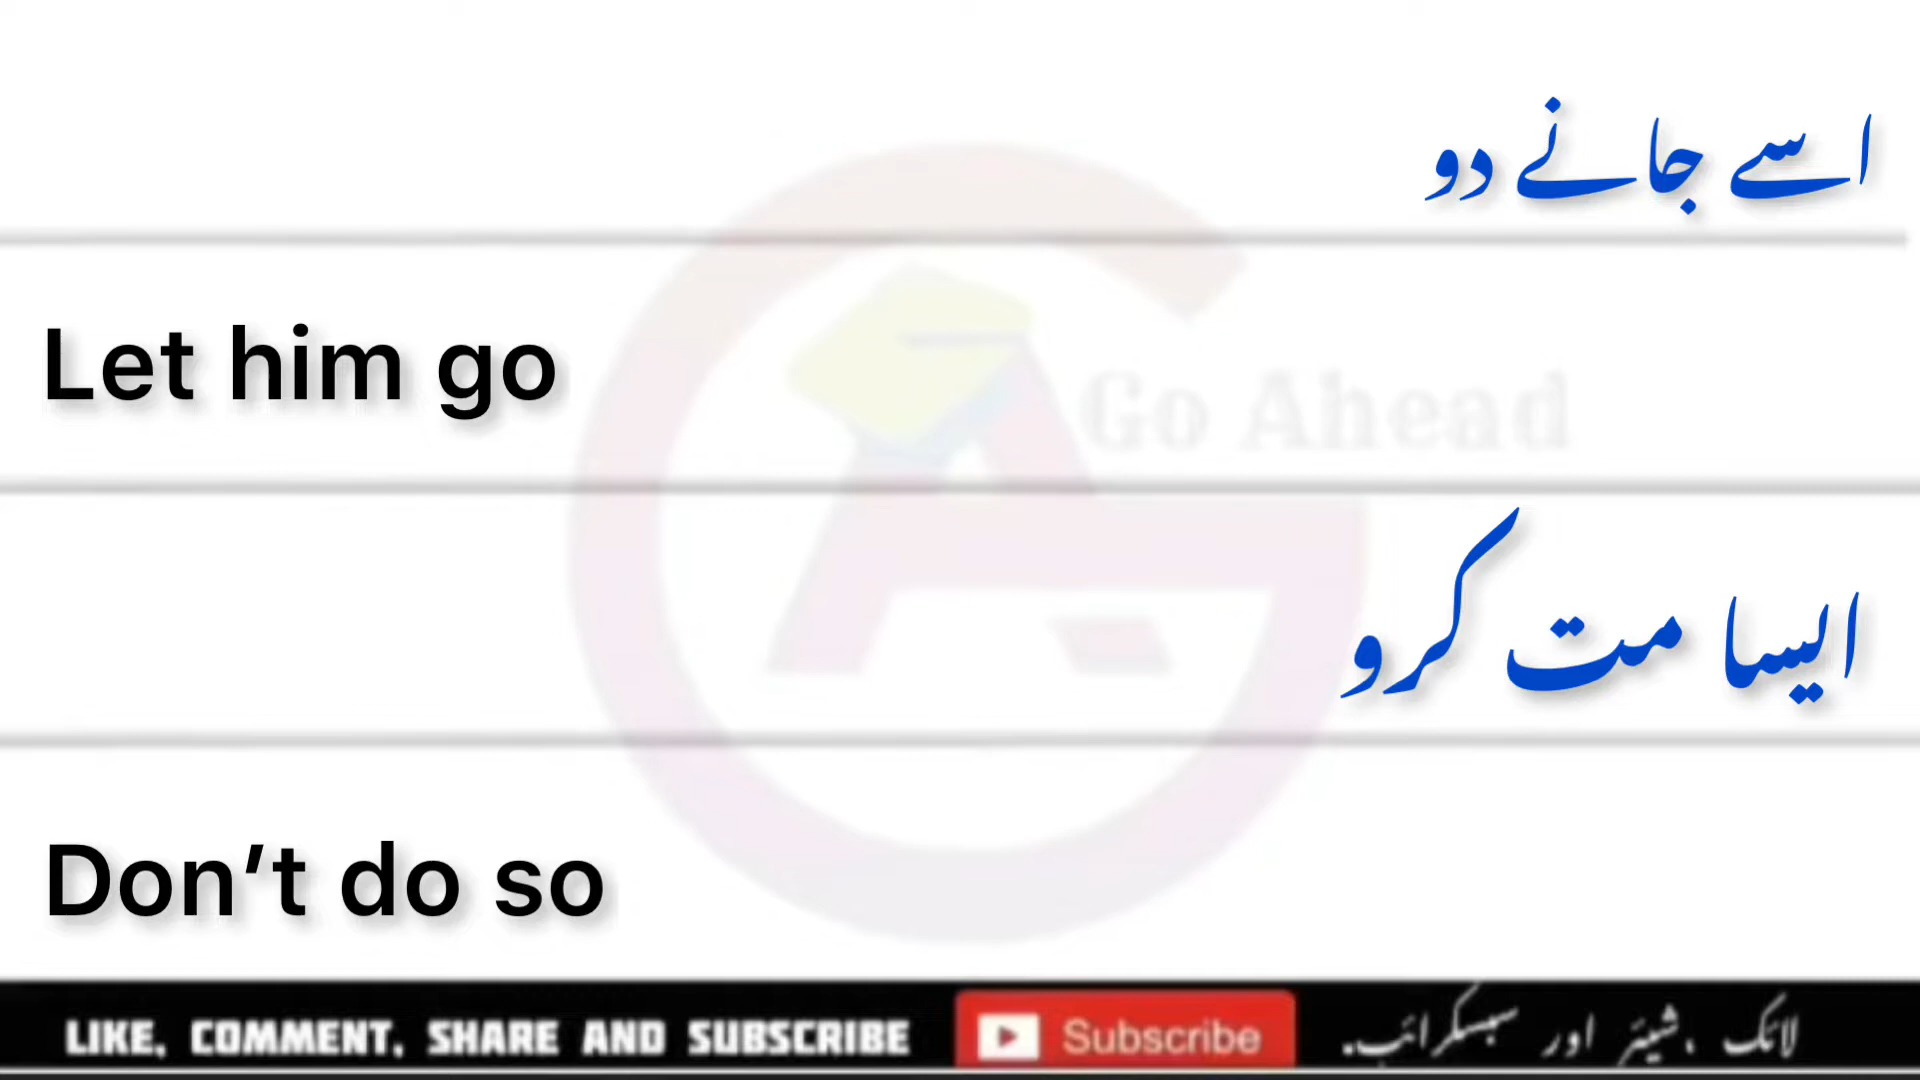 اسے جانے دو
Let him go
Go Ahead
ایسا مت کرو
Don’t do so
LIKE, COMMENT, SHARE AND SUBSCRIBE
Subscribe
لائک ،شیئر اور سبسکرائب.